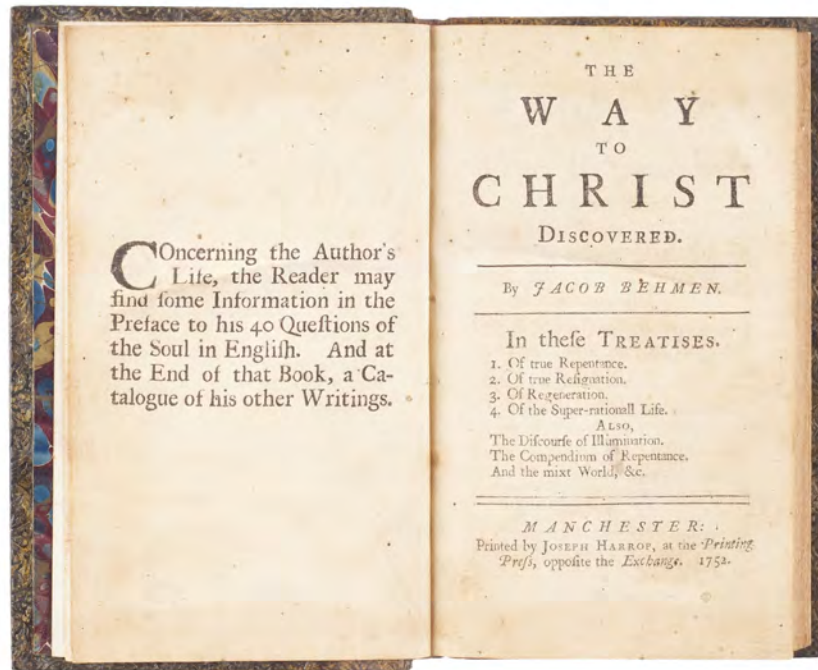 COncerning the Author's
Life, the Reader may
find ſome Information in the
Preface to his 40 Queſtions of
the Soul in Engliſh. And at
the End of that Book, a Ca-
talogue of his other Writings.
THE
WAY
TO
CHRIST
DISCOVERED.
By JACOB BEHMEN.
In theſe TREATISES.
1. Of true Repentance.
2. Of true Reſignation.
3. Of Regeneration.
4. Of the Super-rationall Life.
ALSO,
The Diſcourſe of Illumination.
The Compendium of Repentance.
And the mixt World, &c.
MANCHESTER:
Printed by JOSEPH HARROP, at the Printing
Preſs, oppoſite the Exchange. 1752.